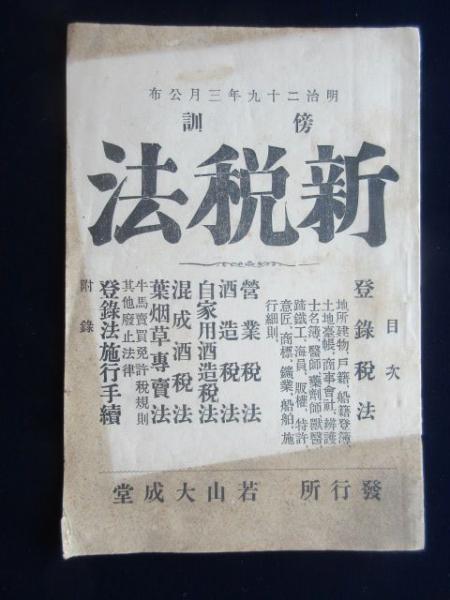 明治二十九年三月公布
傍訓
新税法
目次
登錄税法
地所建物、戸籍、船籍登簿、
土地臺帳、商事會社、辨護
士名簿、醫師、藥劑師、獸醫、
蹄鐵工、海員、版權、特許、
意匠、商標、鑛業、船舶、施
行細則、
營業税法
酒造税法
自家用酒造税法
混成酒税法
葉烟草專賣法
牛馬賣買免許税規則
其他廢止法律
登錄法施行手續
附錄
發行所 若山大成堂